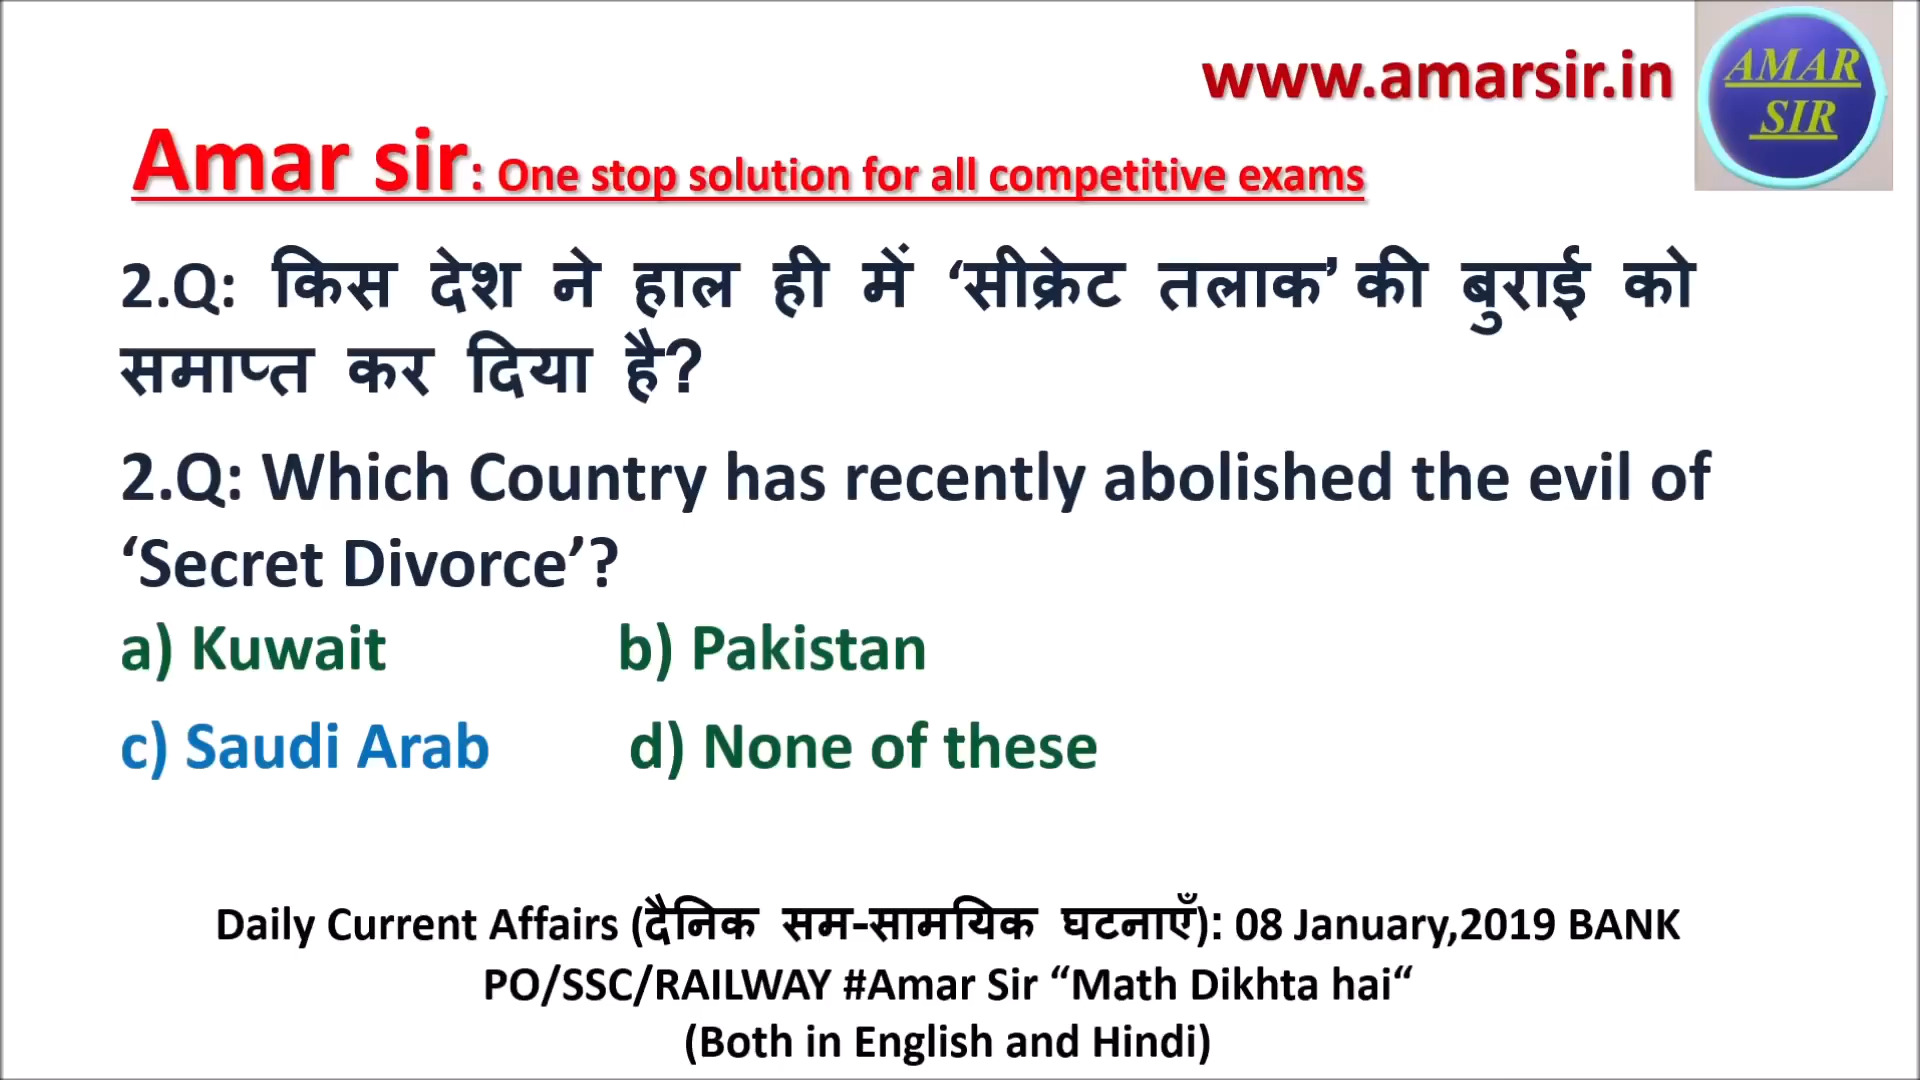 www.amarsir.in
AMAR
SIR
Amar sir: One stop solution for all competitive exams
2.Q: किस देश ने हाल ही में ‘सीक्रेट तलाक’ की बुराई को
समाप्त कर दिया है?
2.Q: Which Country has recently abolished the evil of
‘Secret Divorce’?
a) Kuwait b) Pakistan
c) Saudi Arab d) None of these
Daily Current Affairs (दैनिक सम-सामयिक घटनाएँ): 08 January,2019 BANK
PO/SSC/RAILWAY #Amar Sir “Math Dikhta hai“
(Both in English and Hindi)